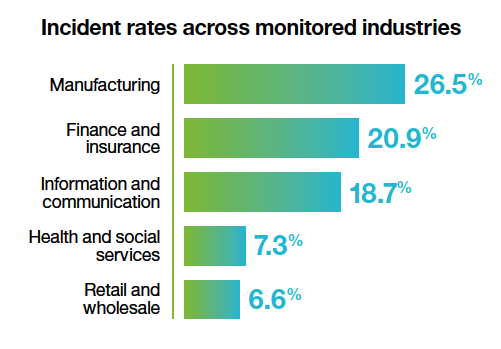 Incident rates across monitored industries
Manufacturing
26.5%
Finance and
insurance
20.9%
Information and
communication
18.7%
Health and social
services
7.3%
Retail and
wholesale
6.6%